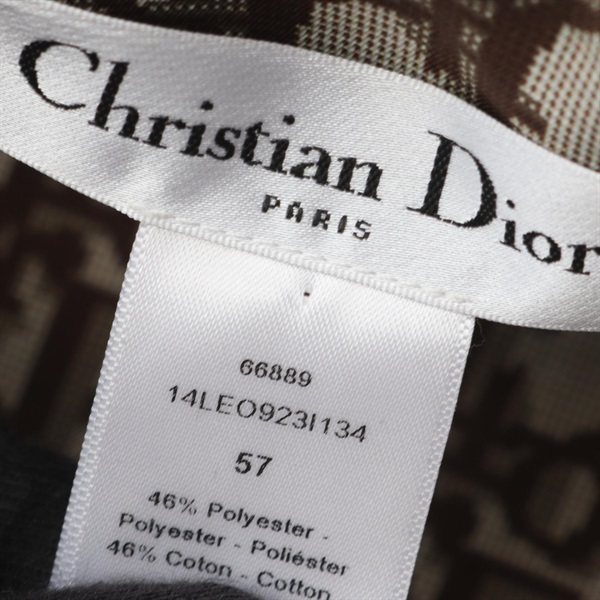 Christian Dior
PARIS
66889
14LEO923I134
57
46% Polyester -
Polyester - Poliéster
46% Coton - Cotton